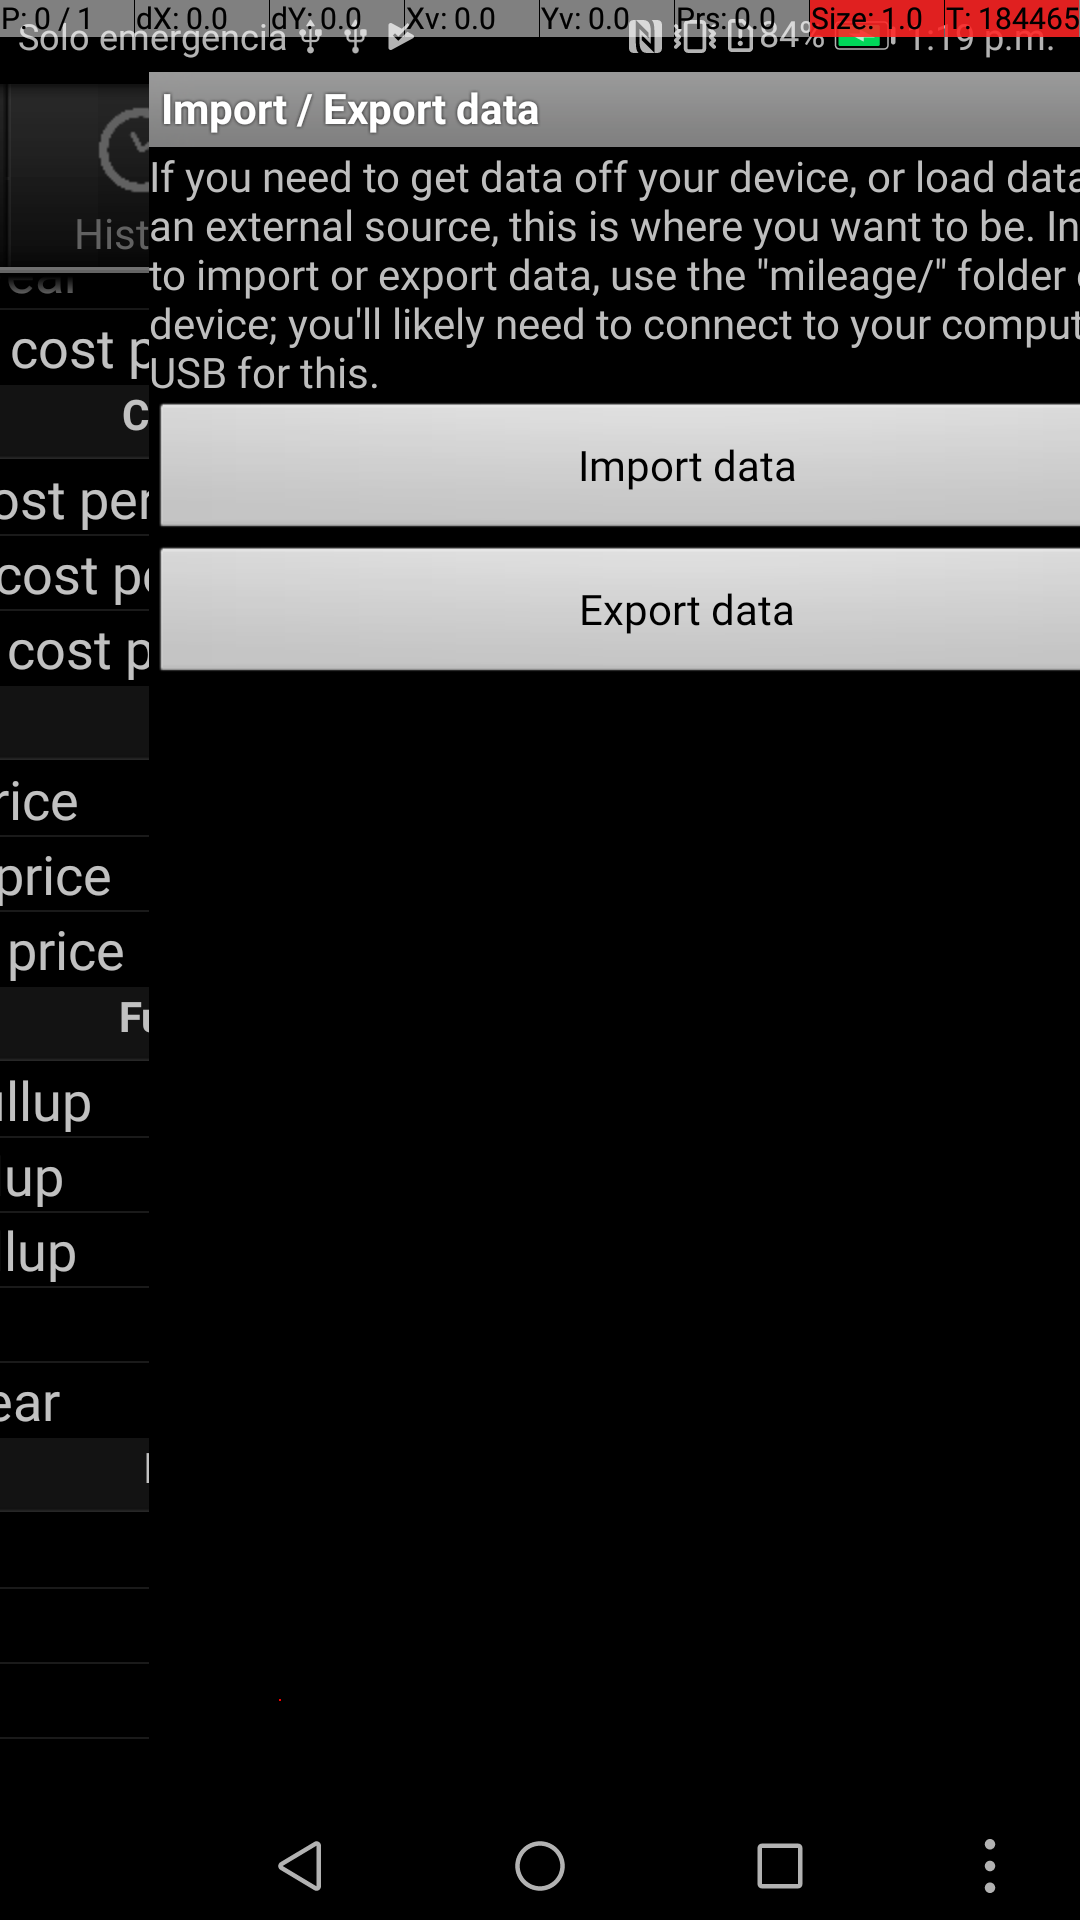 P: 0 / 1 dX: 0.0 dY: 0.0 Xv: 0.0 Yv: 0.0 Prs: 0.0 Size: 1.0 T: 184465
Solo emergencia 84% 1:19 p.m.
Import / Export data
If you need to get data off your device, or load data
an external source, this is where you want to be. In
to import or export data, use the "mileage/" folder
device; you'll likely need to connect to your comput
USB for this.
Import data
Export data
Hist
ear
cost p
C
ost per
cost pe
cost p
rice
price
price
Fu
llup
lup
lup
ear